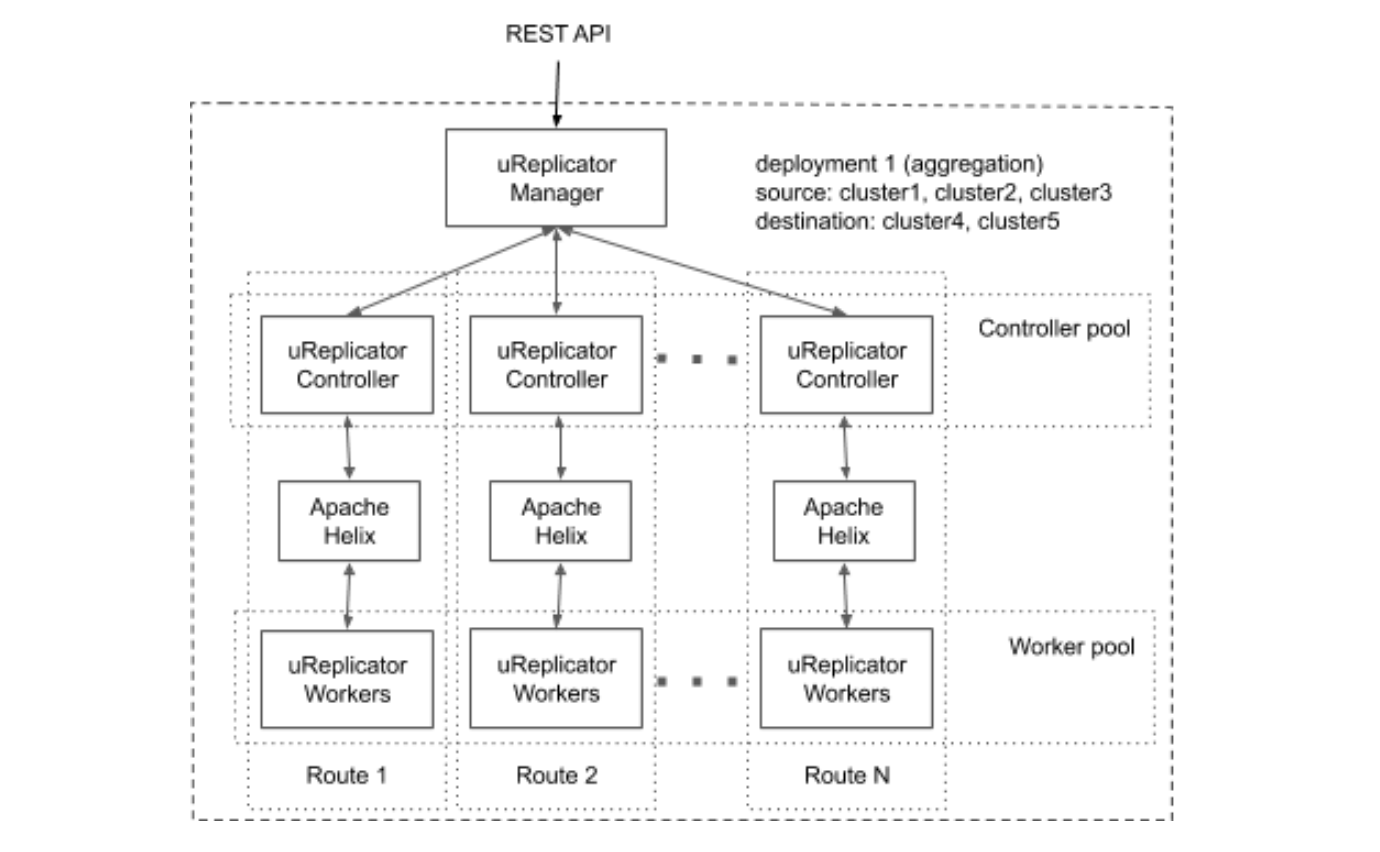 REST API
uReplicator
Manager
deployment 1 (aggregation)
source: cluster1, cluster2, cluster3
destination: cluster4, cluster5
Controller pool
uReplicator
Controller
uReplicator
Controller
uReplicator
Controller
Apache
Helix
Apache
Helix
Apache
Helix
Worker pool
uReplicator
Workers
uReplicator
Workers
uReplicator
Workers
Route 1
Route 2
Route N